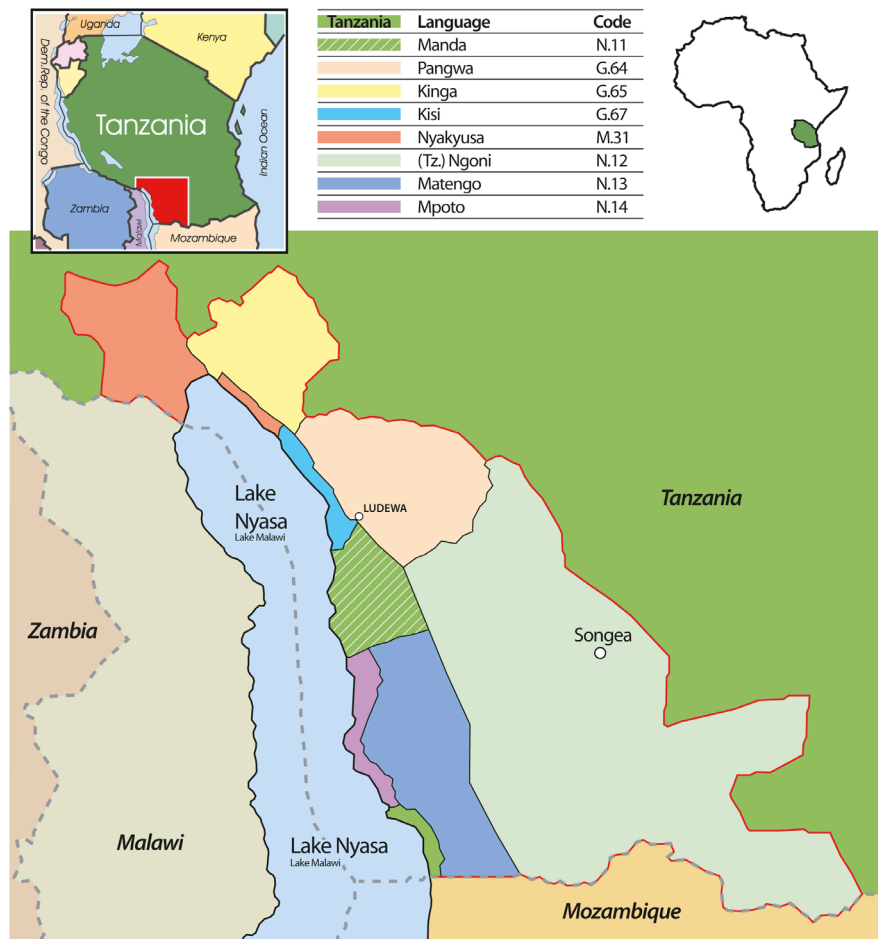 Uganda
Kenya
Dem.Rep. of the Congo
Tanzania
Indian Ocean
Zambia
Malawi
Mozambique
Tanzania Language Code
Manda N.11
Pangwa G.64
Kinga G.65
Kisi G.67
Nyakyusa M.31
(Tz.) Ngoni N.12
Matengo N.13
Mpoto N.14
Lake
Nyasa
Lake Malawi
LUDEWA
Tanzania
Zambia
Songea
Malawi
Lake Nyasa
Lake Malawi
Mozambique